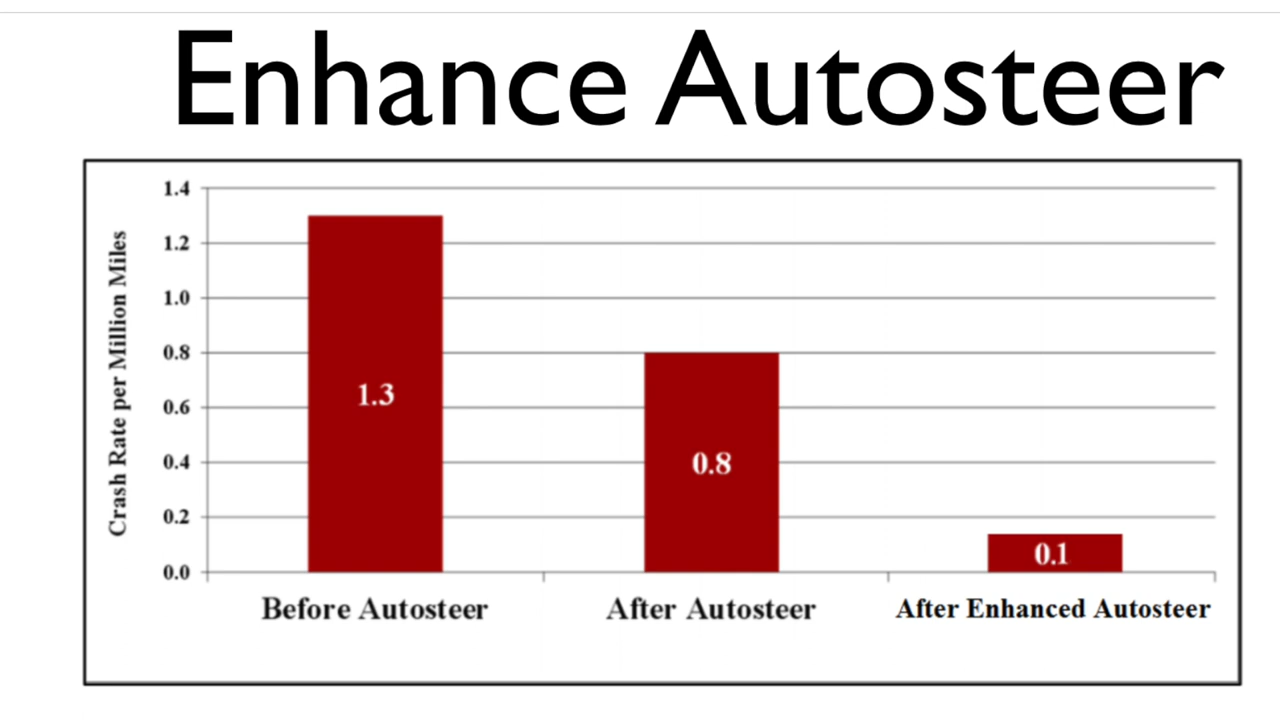 Enhance Autosteer
Crash Rate per Million Miles
1.4
1.2
1.0
0.8
0.6
0.4
0.2
0.0
1.3
0.8
0.1
Before Autosteer
After Autosteer
After Enhanced Autosteer